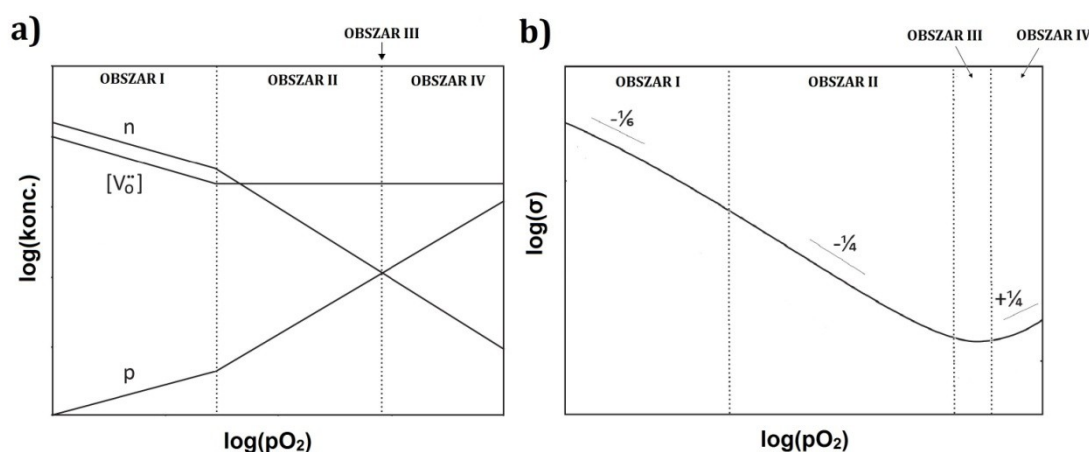 a)
OBSZAR III
OBSZAR I
OBSZAR II
OBSZAR IV
n
[V_O^••]
p
log(konc.)
log(pO₂)
b)
OBSZAR III
OBSZAR IV
OBSZAR I
OBSZAR II
-⅙
-¼
+¼
log(σ)
log(pO₂)